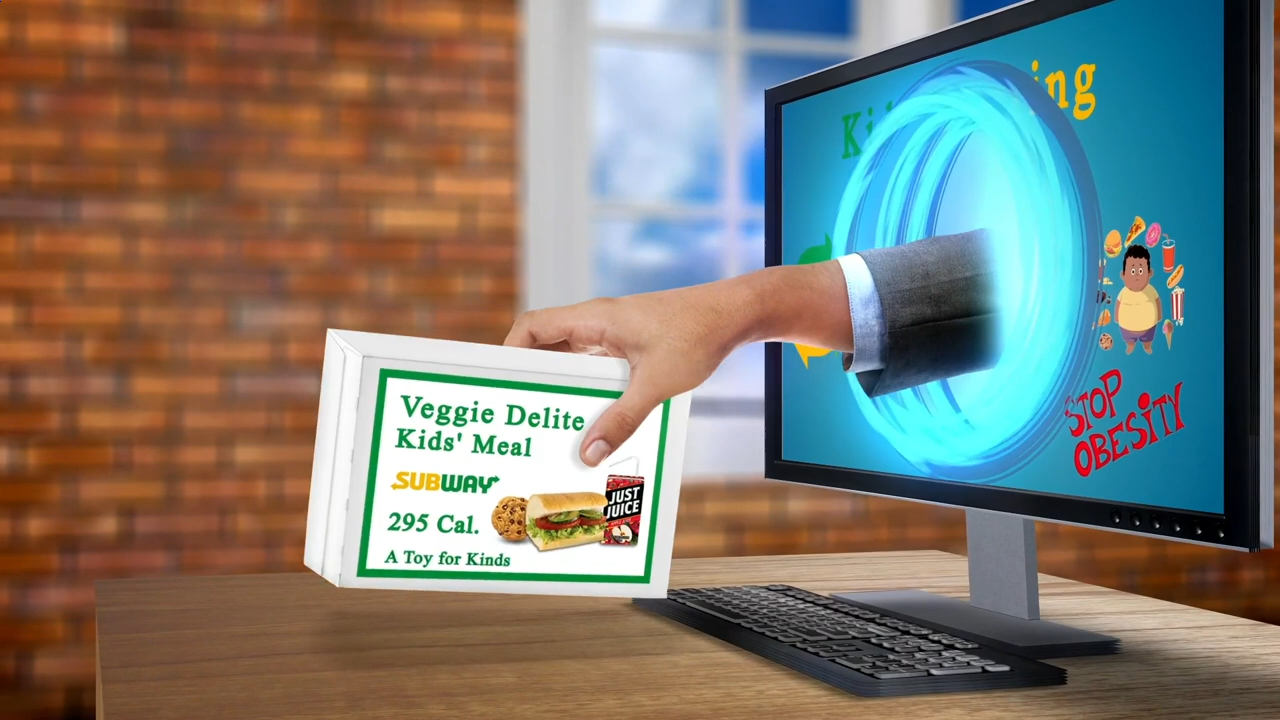 Veggie Delite
Kids' Meal
SUBWAY
295 Cal.
A Toy for Kinds
JUST
JUICE
STOP
OBESITY